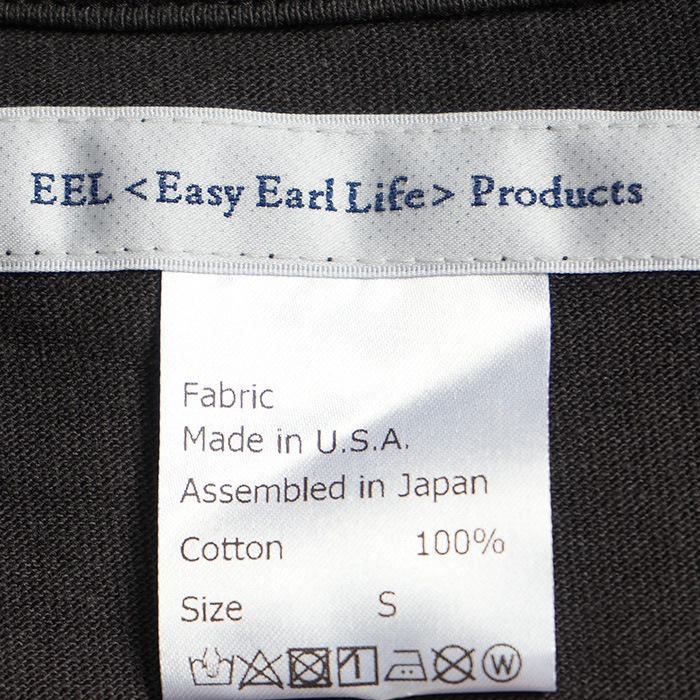 EEL <Easy Earl Life> Products
Fabric
Made in U.S.A.
Assembled in Japan
Cotton 100%
Size S
W